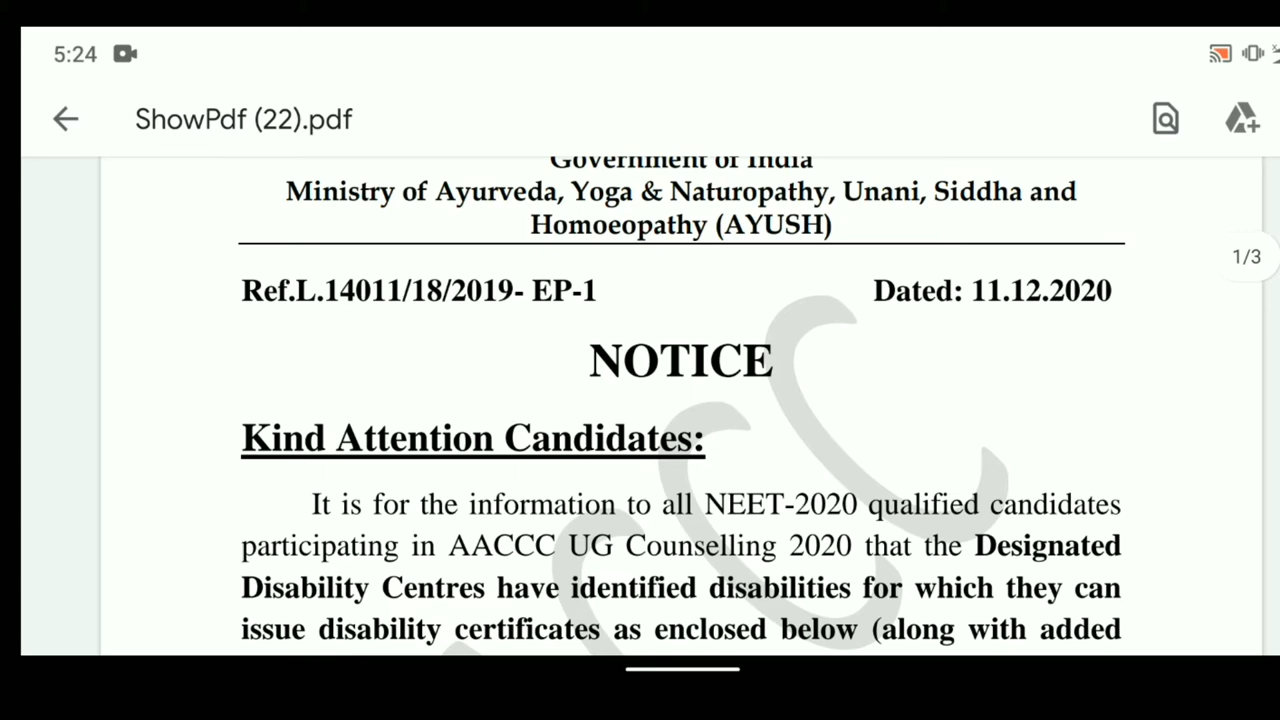 5:24
ShowPdf (22).pdf
Government of India
Ministry of Ayurveda, Yoga & Naturopathy, Unani, Siddha and
Homoeopathy (AYUSH)
1/3
Ref.L.14011/18/2019- EP-1 Dated: 11.12.2020
NOTICE
Kind Attention Candidates:
It is for the information to all NEET-2020 qualified candidates
participating in AACCC UG Counselling 2020 that the Designated
Disability Centres have identified disabilities for which they can
issue disability certificates as enclosed below (along with added